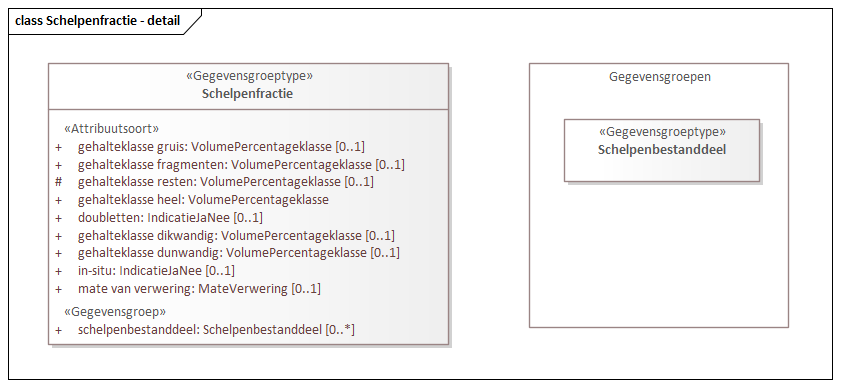 class Schelpenfractie - detail
«Gegevensgroeptype»
Schelpenfractie
«Attribuutsoort»
+ gehalteklasse gruis: VolumePercentageklasse [0..1]
+ gehalteklasse fragmenten: VolumePercentageklasse [0..1]
# gehalteklasse resten: VolumePercentageklasse [0..1]
+ gehalteklasse heel: VolumePercentageklasse
+ doubletten: IndicatieJaNee [0..1]
+ gehalteklasse dikwandig: VolumePercentageklasse [0..1]
+ gehalteklasse dunwandig: VolumePercentageklasse [0..1]
+ in-situ: IndicatieJaNee [0..1]
+ mate van verwering: MateVerwering [0..1]
«Gegevensgroep»
+ schelpenbestanddeel: Schelpenbestanddeel [0..*]
Gegevensgroepen
«Gegevensgroeptype»
Schelpenbestanddeel